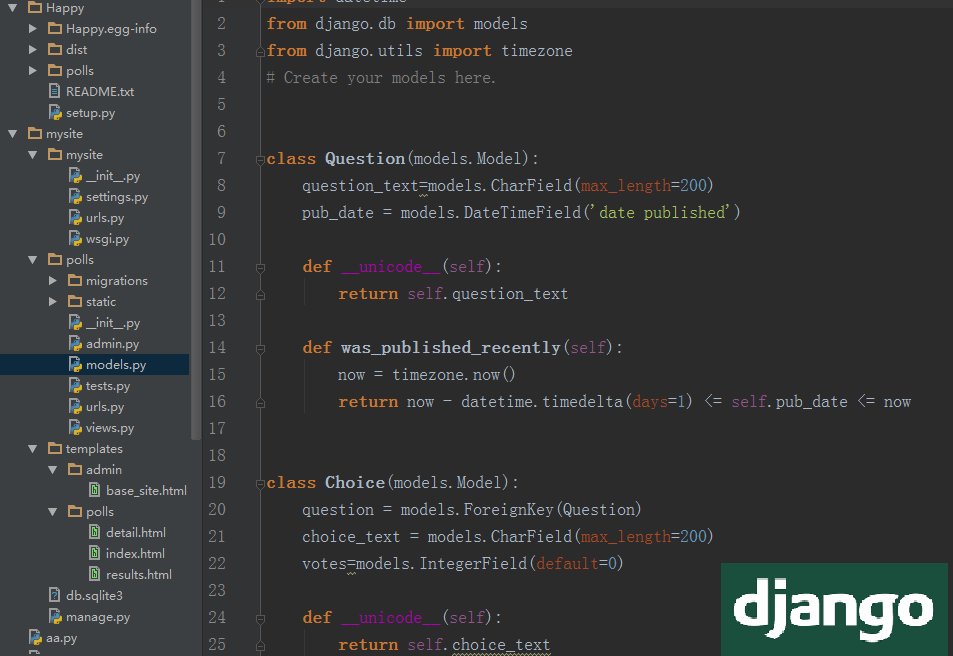 Happy
Happy.egg-info
dist
polls
README.txt
setup.py
mysite
mysite
__init__.py
settings.py
urls.py
wsgi.py
polls
migrations
static
__init__.py
admin.py
models.py
tests.py
urls.py
views.py
templates
admin
base_site.html
polls
detail.html
index.html
results.html
db.sqlite3
manage.py
aa.py
1 import datetime
2 from django.db import models
3 from django.utils import timezone
4 # Create your models here.
5
6
7 class Question(models.Model):
8 question_text=models.CharField(max_length=200)
9 pub_date = models.DateTimeField('date published')
10
11 def __unicode__(self):
12 return self.question_text
13
14 def was_published_recently(self):
15 now = timezone.now()
16 return now - datetime.timedelta(days=1) <= self.pub_date <= now
17
18
19 class Choice(models.Model):
20 question = models.ForeignKey(Question)
21 choice_text = models.CharField(max_length=200)
22 votes=models.IntegerField(default=0)
23
24 def __unicode__(self):
25 return self.choice_text
django